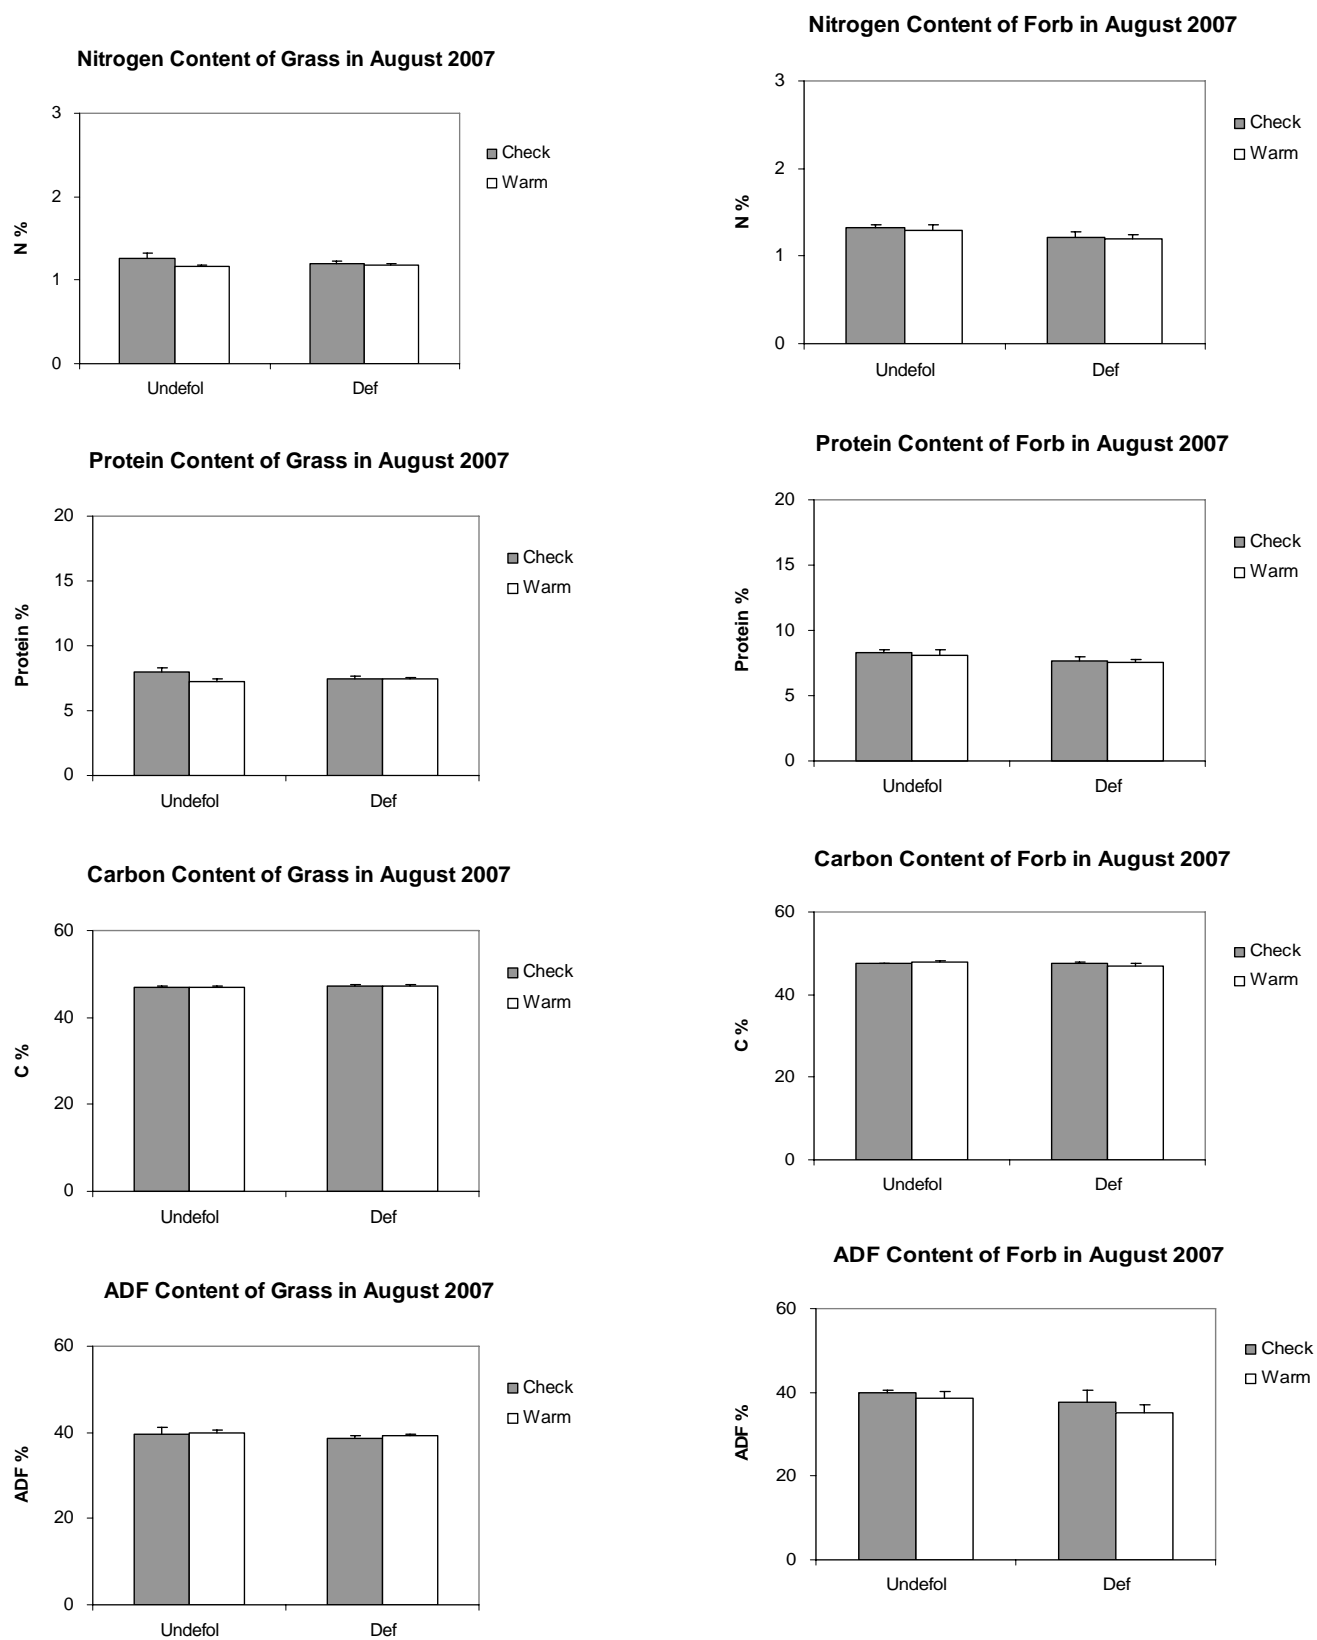 Nitrogen Content of Grass in August 2007
3
2
1
0
N %
Undefol Def
Check
Warm
Nitrogen Content of Forb in August 2007
3
2
1
0
N %
Undefol Def
Check
Warm
Protein Content of Grass in August 2007
20
15
10
5
0
Protein %
Undefol Def
Check
Warm
Protein Content of Forb in August 2007
20
15
10
5
0
Protein %
Undefol Def
Check
Warm
Carbon Content of Grass in August 2007
60
40
20
0
C %
Undefol Def
Check
Warm
Carbon Content of Forb in August 2007
60
40
20
0
C %
Undefol Def
Check
Warm
ADF Content of Grass in August 2007
60
40
20
0
ADF %
Undefol Def
Check
Warm
ADF Content of Forb in August 2007
60
40
20
0
ADF %
Undefol Def
Check
Warm